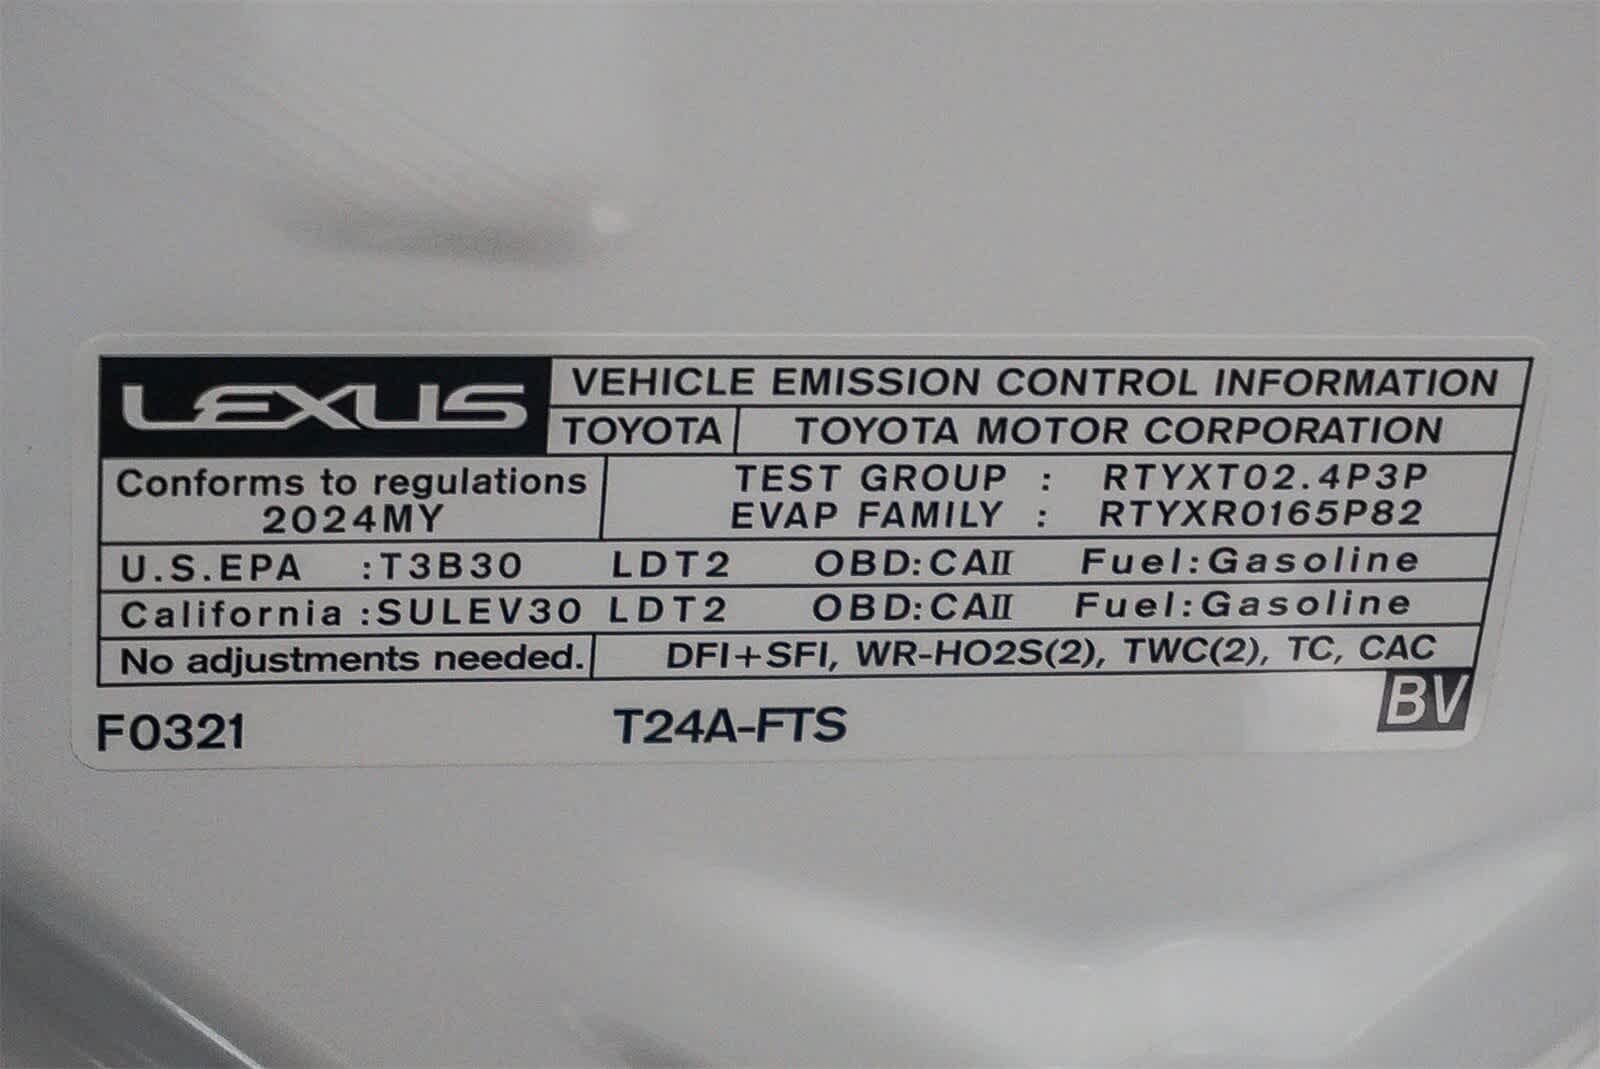 LEXUS VEHICLE EMISSION CONTROL INFORMATION
TOYOTA TOYOTA MOTOR CORPORATION
Conforms to regulations TEST GROUP : RTYXT02.4P3P
2024MY EVAP FAMILY : RTYXR0165P82
U.S.EPA :T3B30 LDT2 OBD:CAII Fuel:Gasoline
California :SULEV30 LDT2 OBD:CAII Fuel:Gasoline
No adjustments needed. DFI+SFI, WR-HO2S(2), TWC(2), TC, CAC
F0321 T24A-FTS BV